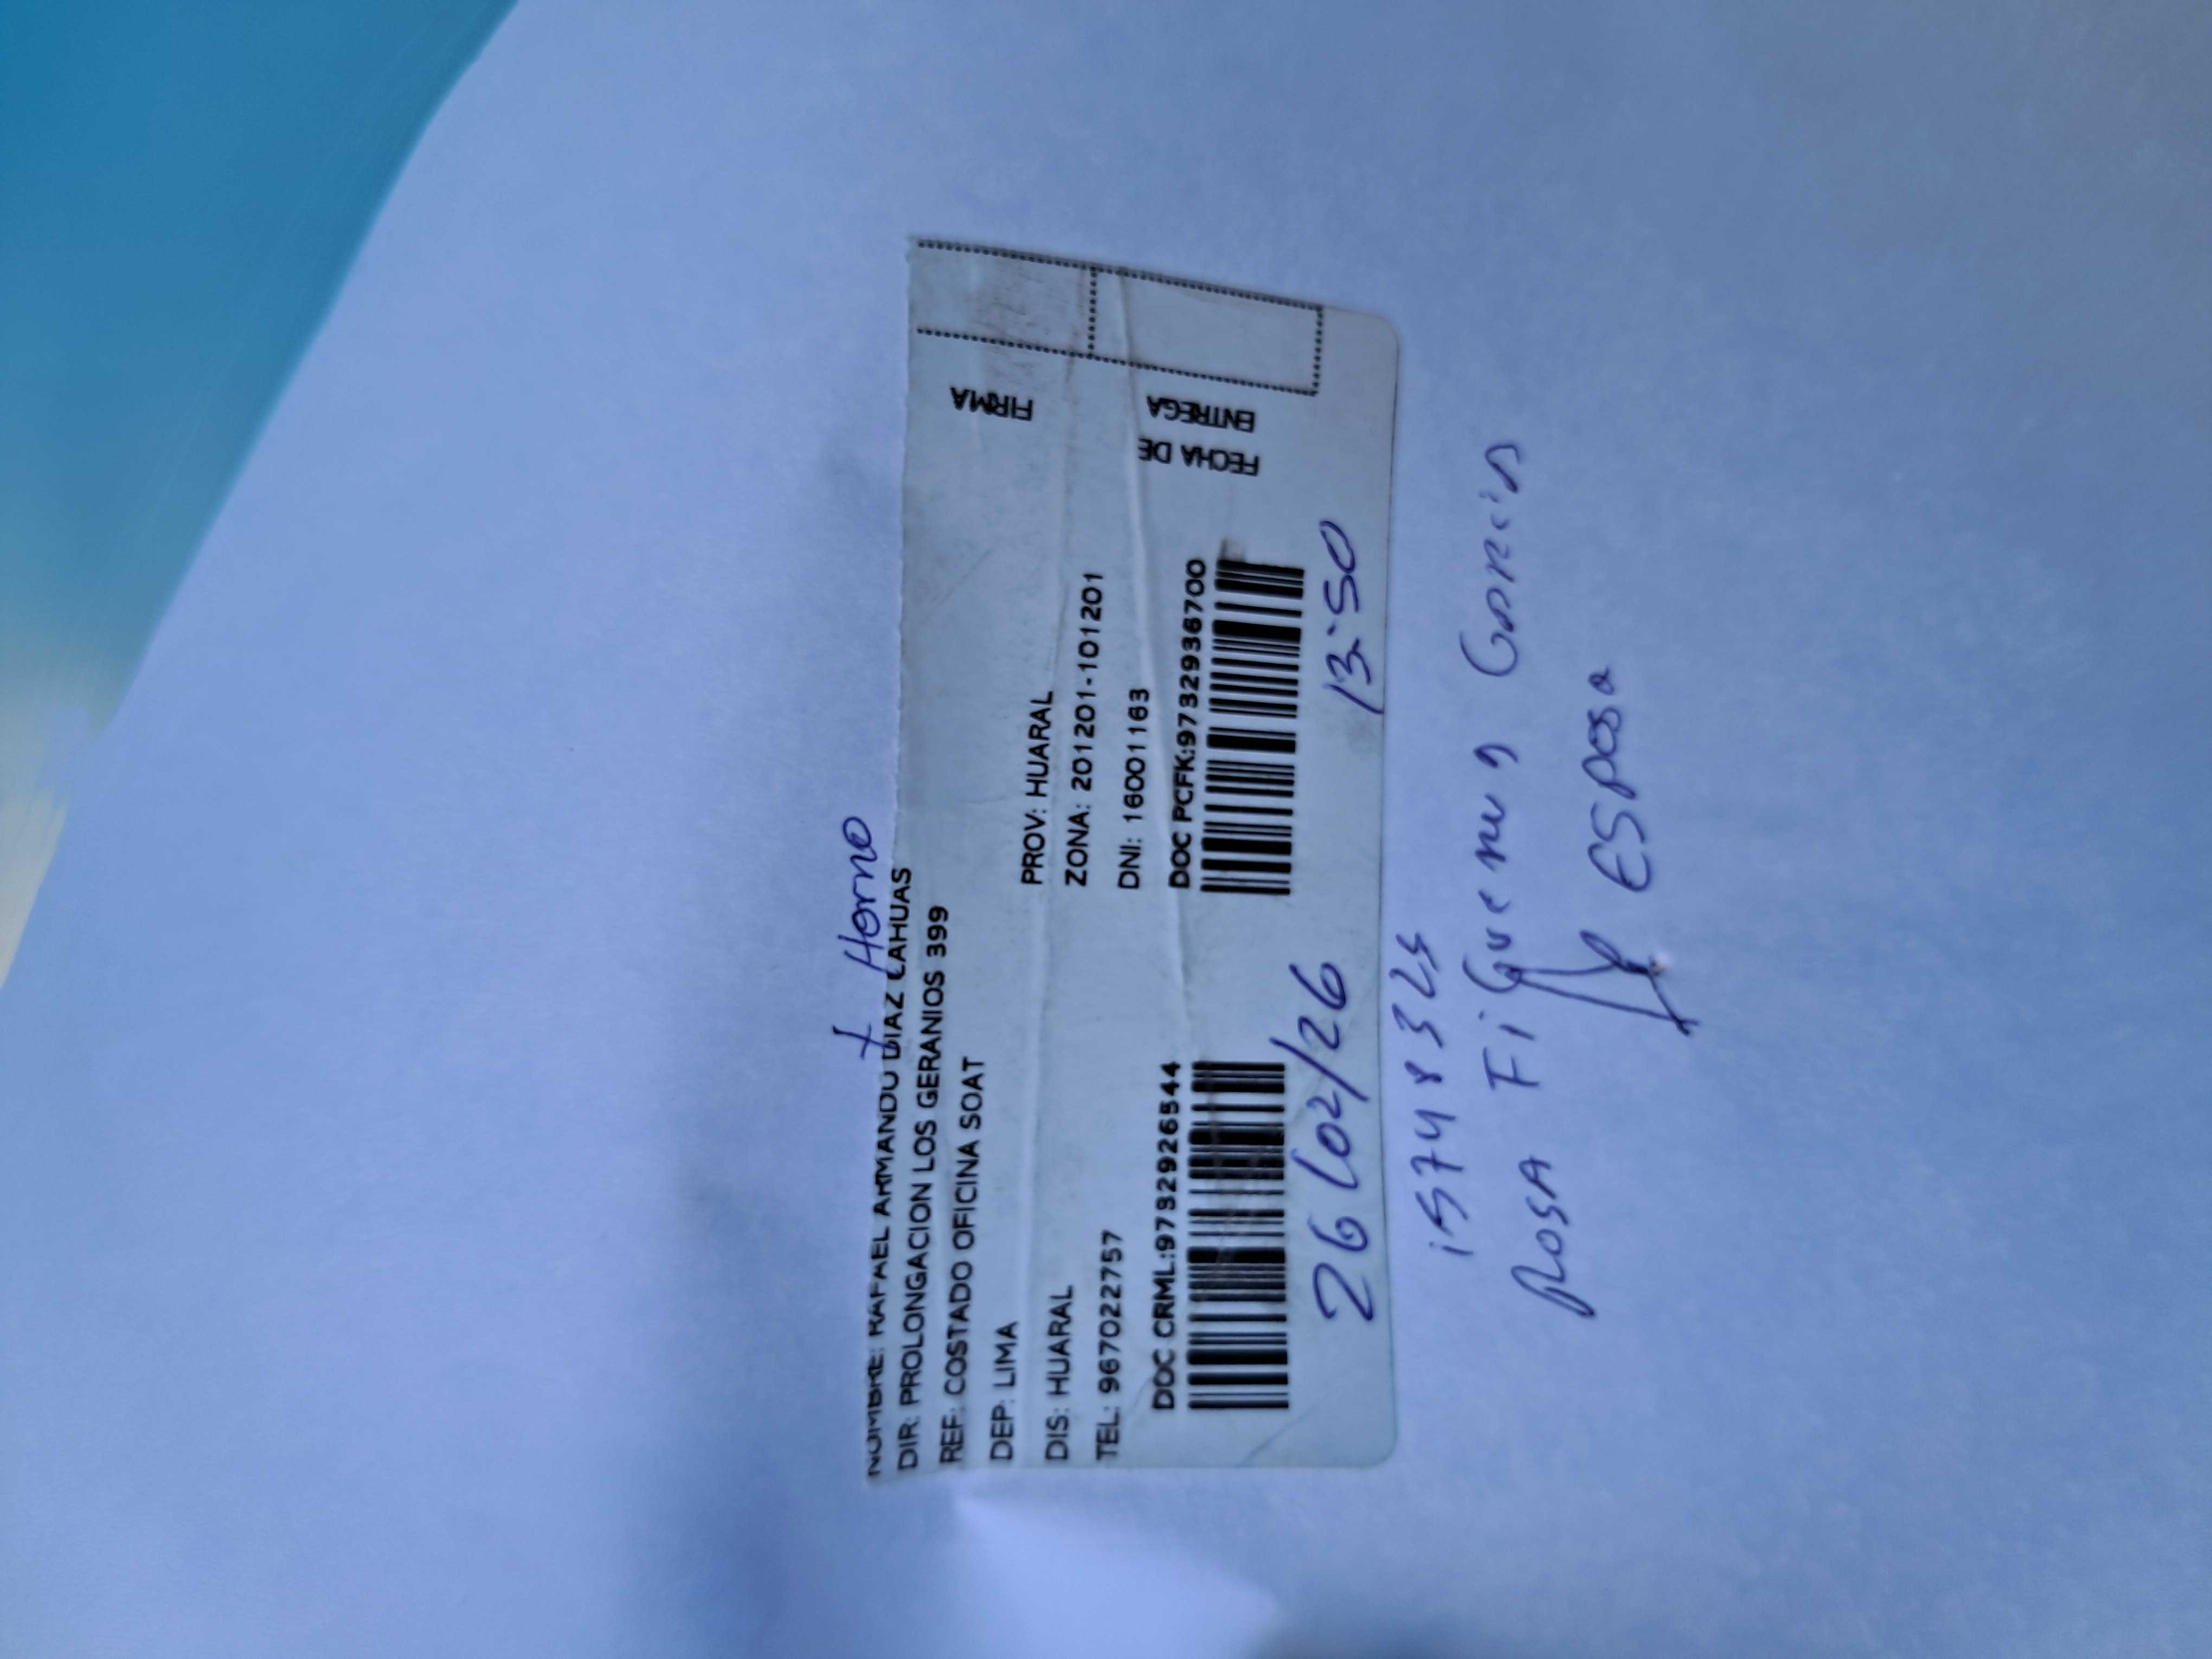 + Horno
NOMBRE: RAFAEL ARMANDO DIAZ CAHUAS
DIR: PROLONGACION LOS GERANIOS 399
REF: COSTADO OFICINA SOAT
DEP: LIMA
PROV: HUARAL
DIS: HUARAL
ZONA: 201201-101201
TEL: 967022757
DNI: 16001163
DOC CRML:9732926544
DOC PCFK:9732936700
FIRMA
FECHA DE
ENTREGA
26/02/26 13:50
15748325
Rosa Figueroa Garcia
Esposa